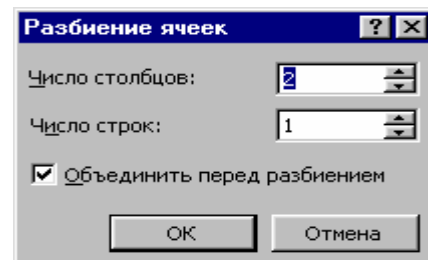 Разбиение ячеек
Число столбцов: 2
Число строк: 1
Объединить перед разбиением
ОК Отмена